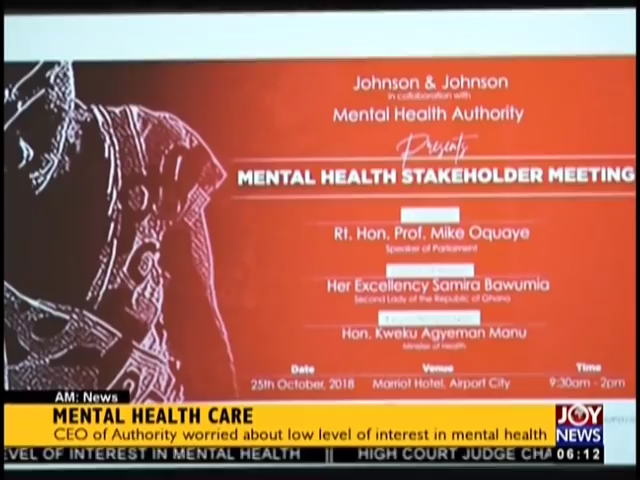 Johnson & Johnson
in collaboration with
Mental Health Authority
Presents
MENTAL HEALTH STAKEHOLDER MEETING
Rt. Hon. Prof. Mike Oquaye
Speaker of Parliament
Her Excellency Samira Bawumia
Second Lady of the Republic of Ghana
Hon. Kweku Agyeman Manu
Minister of Health
Date Venue Time
25th October, 2018 Marriot Hotel, Airport City 9:30am - 2pm
AM: News
MENTAL HEALTH CARE
CEO of Authority worried about low level of interest in mental health
JOY
NEWS
EVEL OF INTEREST IN MENTAL HEALTH || HIGH COURT JUDGE CHA
06:12